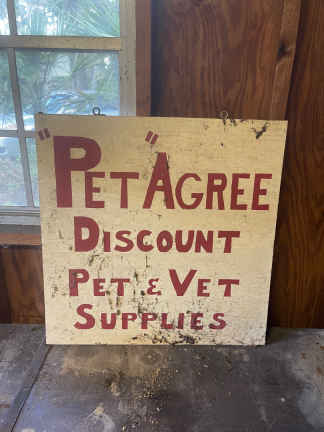 "PET" AGREE
DISCOUNT
PET & VET
SUPPLIES